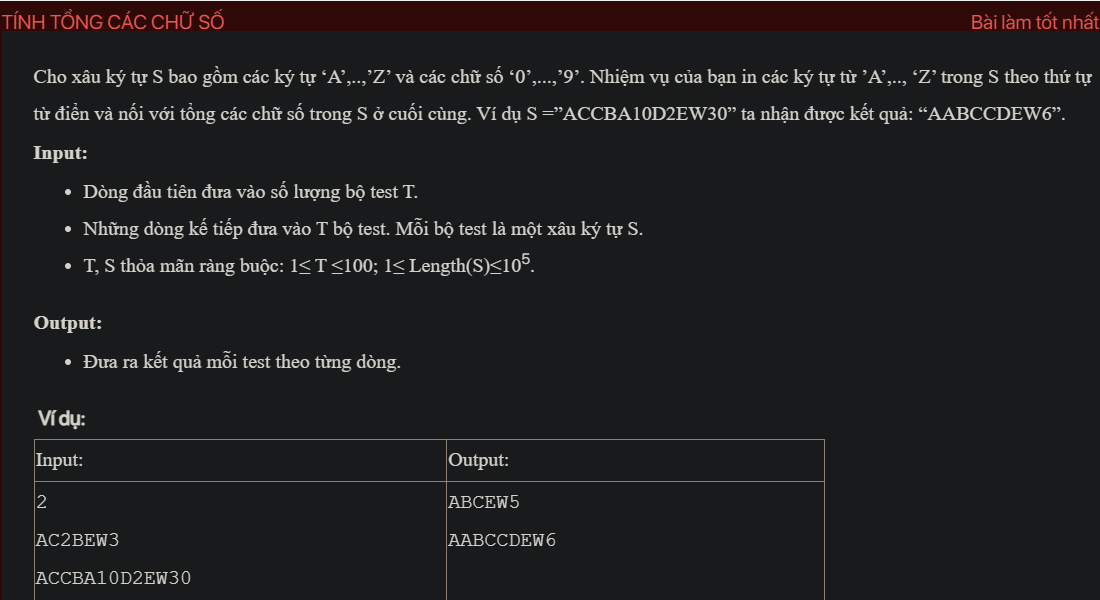 TÍNH TỔNG CÁC CHỮ SỐ
Bài làm tốt nhất
Cho xâu ký tự S bao gồm các ký tự ‘A’,..,’Z’ và các chữ số ‘0’,...,’9’. Nhiệm vụ của bạn in các ký tự từ ’A’,.., ‘Z’ trong S theo thứ tự
từ điển và nối với tổng các chữ số trong S ở cuối cùng. Ví dụ S =”ACCBA10D2EW30” ta nhận được kết quả: “AABCCDEW6”.
Input:
• Dòng đầu tiên đưa vào số lượng bộ test T.
• Những dòng kế tiếp đưa vào T bộ test. Mỗi bộ test là một xâu ký tự S.
• T, S thỏa mãn ràng buộc: 1≤ T ≤100; 1≤ Length(S)≤10⁵.
Output:
• Đưa ra kết quả mỗi test theo từng dòng.
Ví dụ:
Input: Output:
2 ABCEW5
AC2BEW3 AABCCDEW6
ACCBA10D2EW30